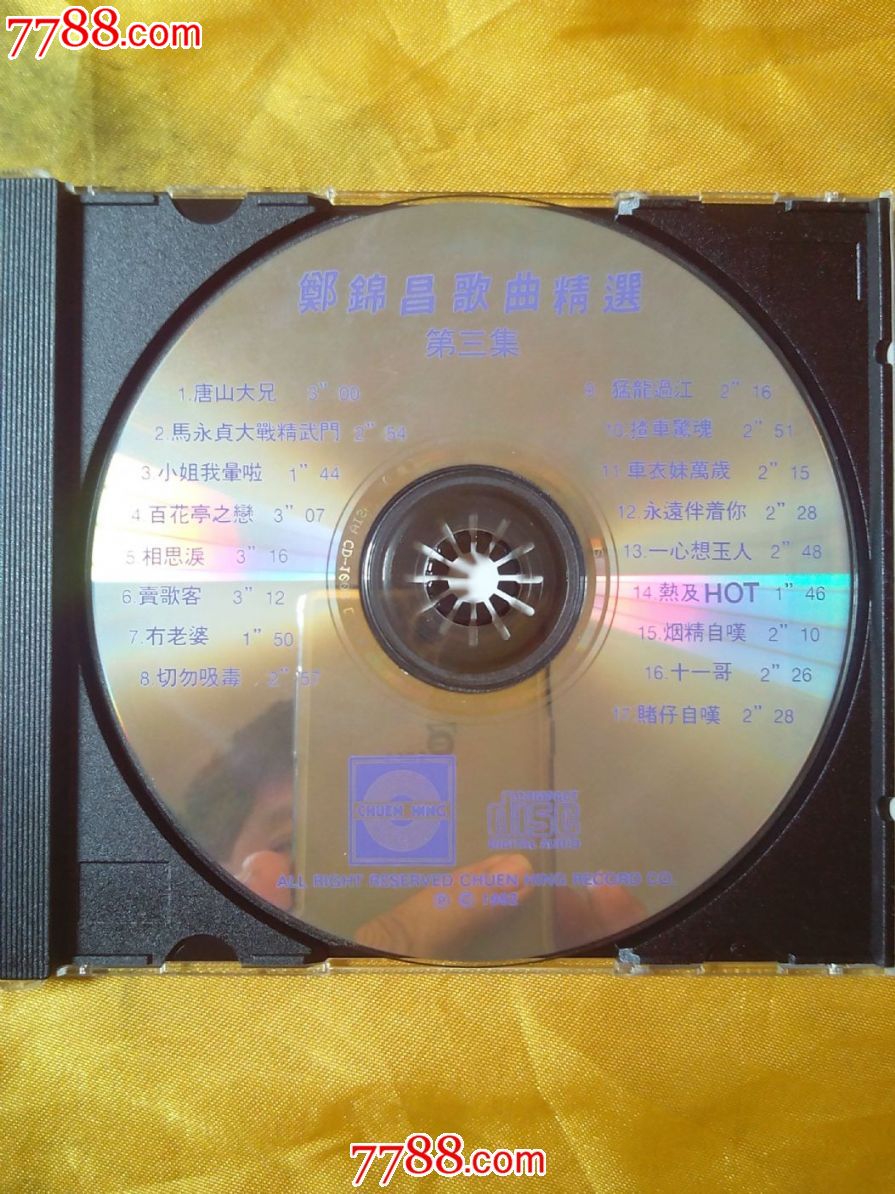 7788.com
鄭錦昌歌曲精選
第三集
1.唐山大兄 3”00
2.馬永貞大戰精武門 2”54
3.小姐我暈啦 1”44
4.百花亭之戀 3”07
5.相思淚 3”16
6.賣歌客 3”12
7.冇老婆 1”50
8.切勿吸毒 2”57
9.猛龍過江 2”16
10.揸車驚魂 2”51
11.車衣妹萬歲 2”15
12.永遠伴着你 2”28
13.一心想玉人 2”48
14.熱及HOT 1”46
15.烟精自嘆 2”10
16.十一哥 2”26
17.賭仔自嘆 2”28
CHUEN HING
COMPACT
disc
DIGITAL AUDIO
ALL RIGHT RESERVED CHUEN HING RECORD CO.
Ⓟ © 1992
7788.com